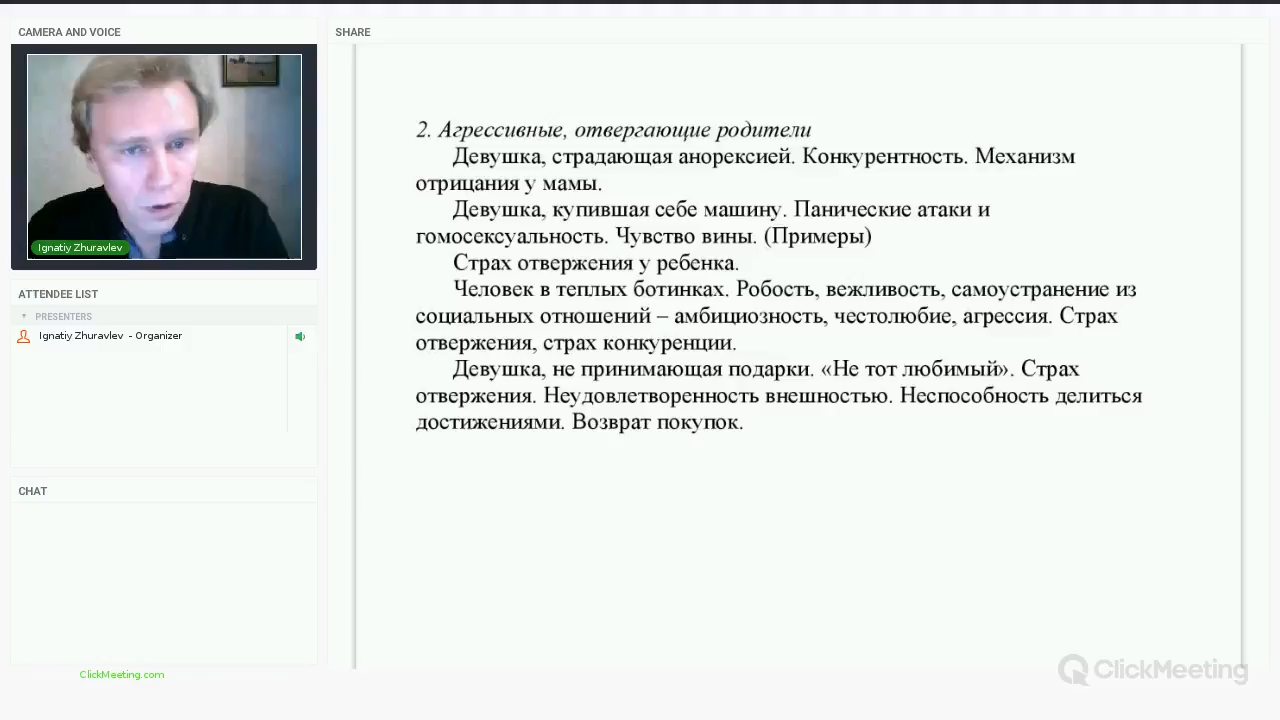 CAMERA AND VOICE
Ignatiy Zhuravlev
ATTENDEE LIST
PRESENTERS
Ignatiy Zhuravlev - Organizer
CHAT
ClickMeeting.com
SHARE
2. Агрессивные, отвергающие родители
Девушка, страдающая анорексией. Конкурентность. Механизм
отрицания у мамы.
Девушка, купившая себе машину. Панические атаки и
гомосексуальность. Чувство вины. (Примеры)
Страх отвержения у ребенка.
Человек в теплых ботинках. Робость, вежливость, самоустранение из
социальных отношений – амбициозность, честолюбие, агрессия. Страх
отвержения, страх конкуренции.
Девушка, не принимающая подарки. «Не тот любимый». Страх
отвержения. Неудовлетворенность внешностью. Неспособность делиться
достижениями. Возврат покупок.
ClickMeeting